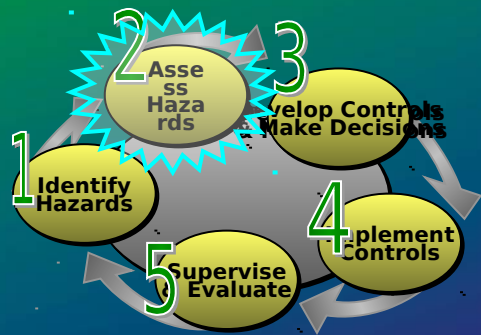 1
Identify
Hazards
2
Asse
ss
Haza
rds
3
velop Controls
& Make Decisions
4
plement
Controls
5
Supervise
& Evaluate